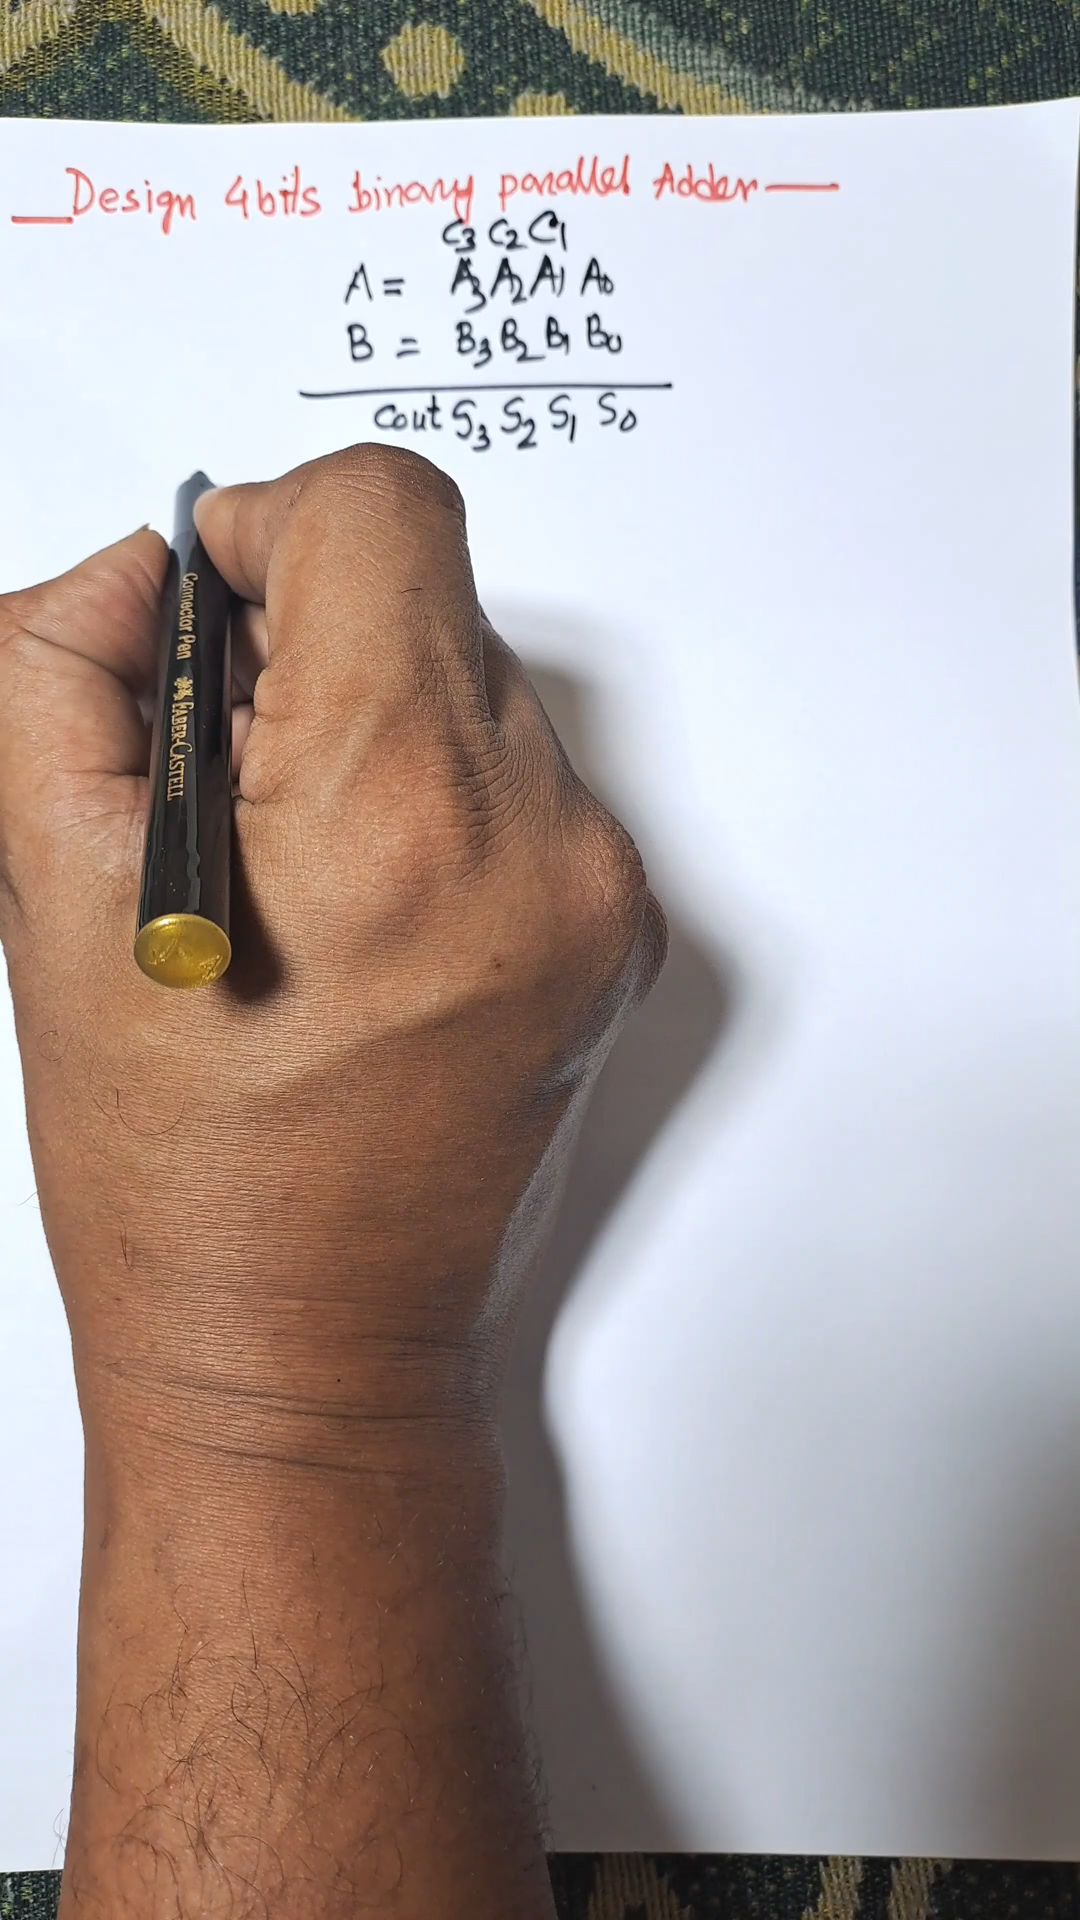 Design 4bits binary parallel Adder
C3 C2 C1
A = A3 A2 A1 A0
B = B3 B2 B1 B0
Cout S3 S2 S1 S0
Connector Pen FABER-CASTELL